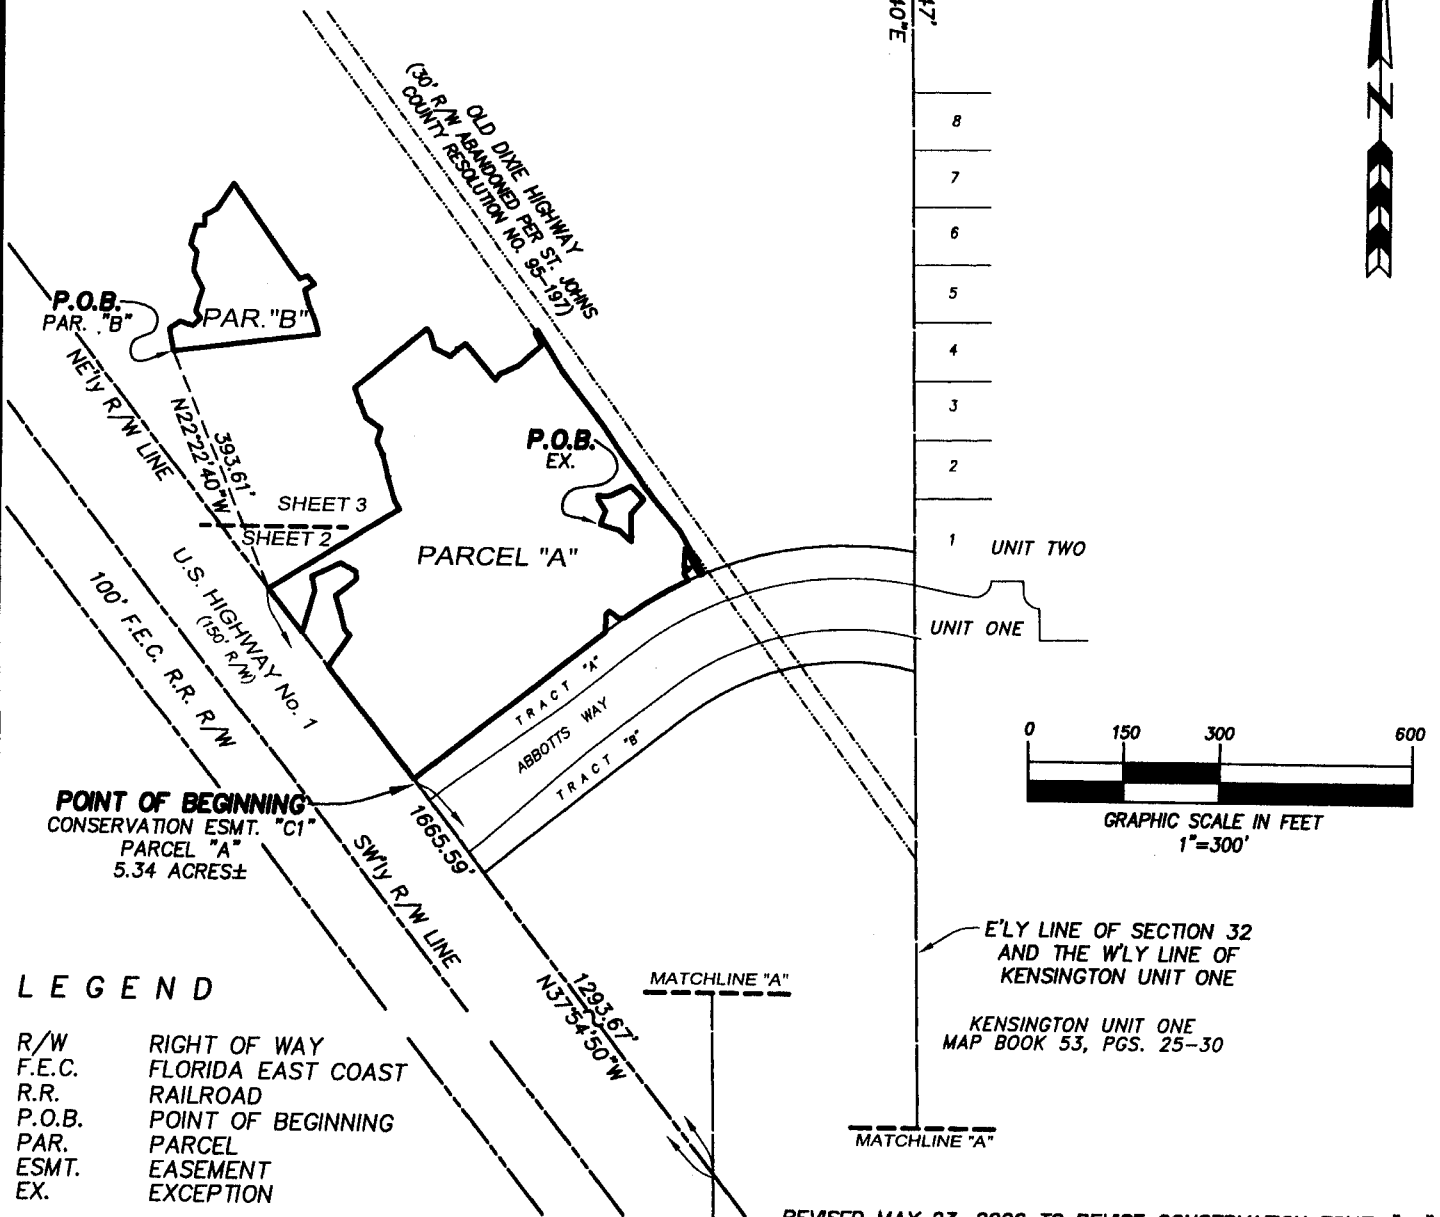 47'
40"E
OLD DIXIE HIGHWAY
(30' R/W ABANDONED PER ST. JOHNS
COUNTY RESOLUTION NO. 95-197)
N
8
7
6
5
4
3
2
1
UNIT TWO
UNIT ONE
P.O.B.
PAR. "B"
PAR."B"
NE'ly R/W LINE
N22°22'40"W
393.61'
SHEET 3
SHEET 2
P.O.B.
EX.
PARCEL "A"
U.S. HIGHWAY No. 1
(150' R/W)
100' F.E.C. R.R. R/W
TRACT "A"
ABBOTTS WAY
TRACT "B"
POINT OF BEGINNING
CONSERVATION ESMT. "C1"
PARCEL "A"
5.34 ACRES±
1665.59'
SW'ly R/W LINE
0 150 300 600
GRAPHIC SCALE IN FEET
1"=300'
E'LY LINE OF SECTION 32
AND THE W'LY LINE OF
KENSINGTON UNIT ONE
KENSINGTON UNIT ONE
MAP BOOK 53, PGS. 25-30
MATCHLINE "A"
1293.67'
N37°54'50"W
MATCHLINE "A"
LEGEND
R/W RIGHT OF WAY
F.E.C. FLORIDA EAST COAST
R.R. RAILROAD
P.O.B. POINT OF BEGINNING
PAR. PARCEL
ESMT. EASEMENT
EX. EXCEPTION